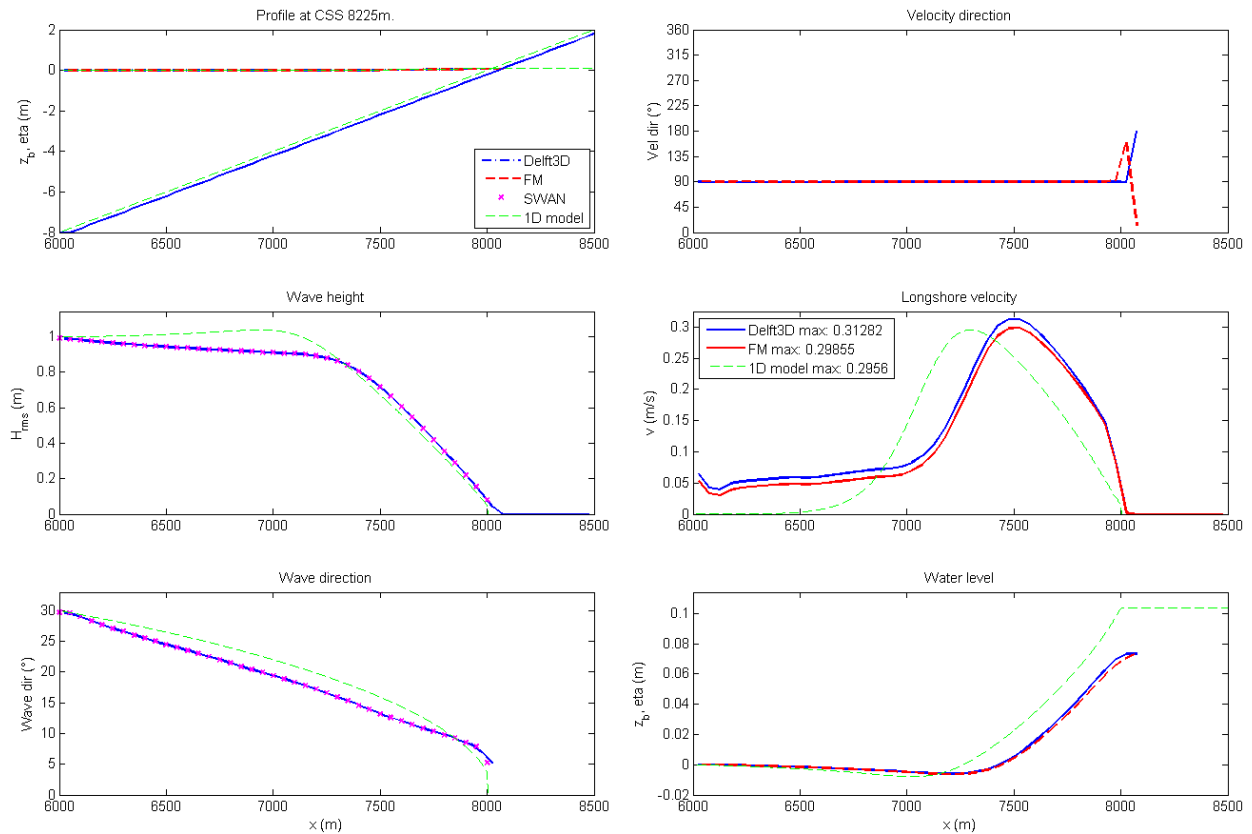 Profile at CSS 8225m.
2
0
-2
-4
-6
-8
z_b, eta (m)
6000 6500 7000 7500 8000 8500
Delft3D
FM
SWAN
1D model
Velocity direction
360
315
270
225
180
135
90
45
0
Vel dir (°)
6000 6500 7000 7500 8000 8500
Wave height
1
0.8
0.6
0.4
0.2
0
H_rms (m)
6000 6500 7000 7500 8000 8500
Longshore velocity
0.3
0.25
0.2
0.15
0.1
0.05
0
v (m/s)
Delft3D max: 0.31282
FM max: 0.29855
1D model max: 0.2956
6000 6500 7000 7500 8000 8500
Wave direction
30
25
20
15
10
5
0
Wave dir (°)
6000 6500 7000 7500 8000 8500
x (m)
Water level
0.1
0.08
0.06
0.04
0.02
0
-0.02
z_b, eta (m)
6000 6500 7000 7500 8000 8500
x (m)